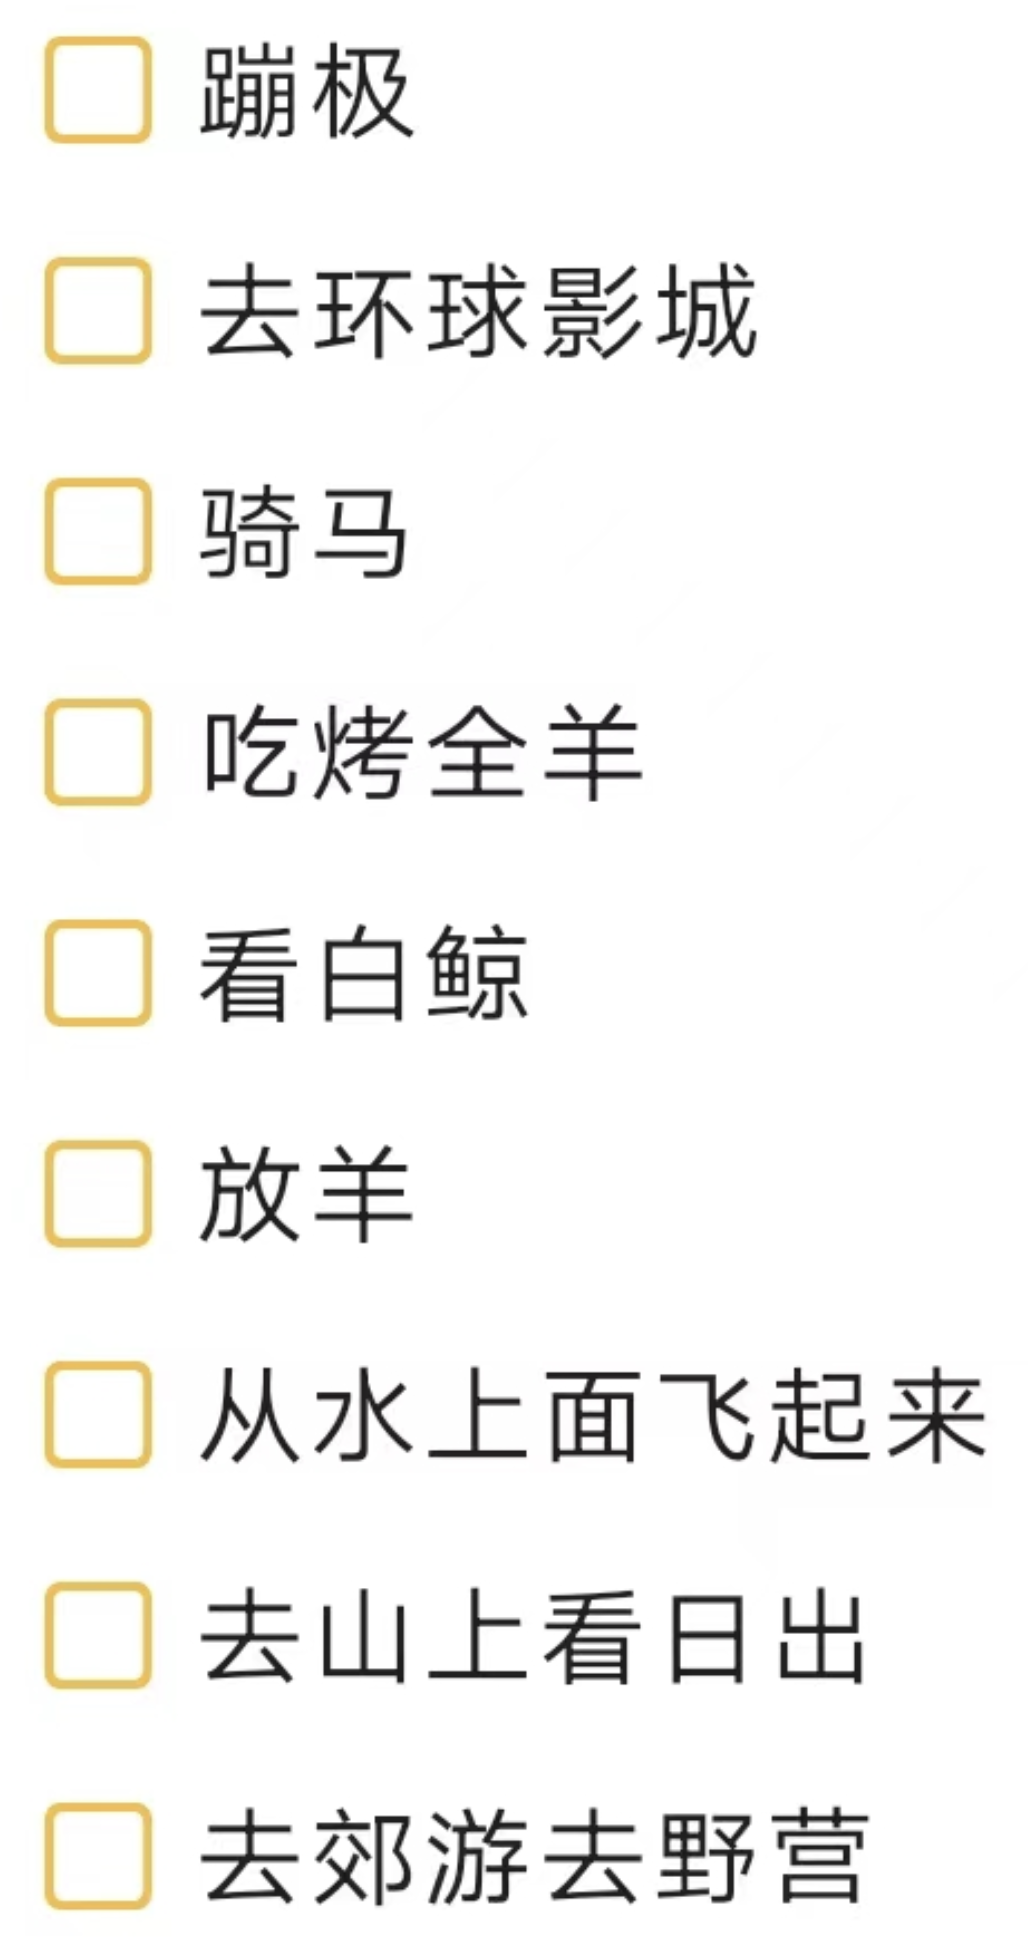 蹦极
去环球影城
骑马
吃烤全羊
看白鲸
放羊
从水上面飞起来
去山上看日出
去郊游去野营